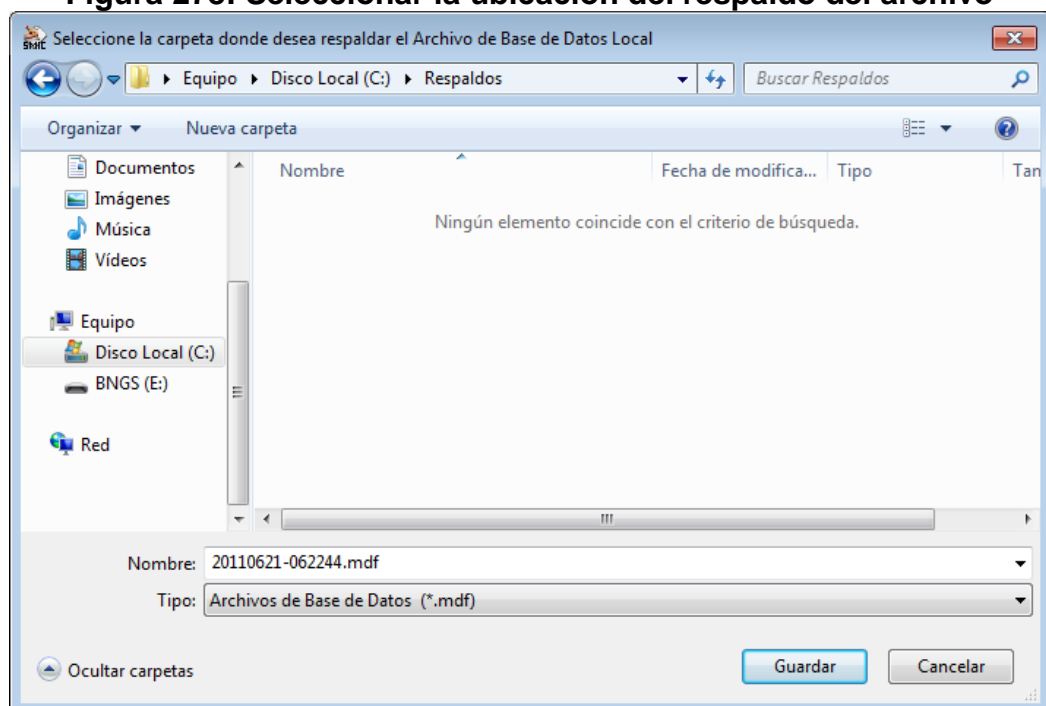 Figura 273. Seleccionar la ubicación del respaldo del archivo
SMIE Seleccione la carpeta donde desea respaldar el Archivo de Base de Datos Local
Equipo Disco Local (C:) Respaldos Buscar Respaldos
Organizar Nueva carpeta
Nombre Fecha de modifica... Tipo Tan
Ningún elemento coincide con el criterio de búsqueda.
Documentos
Imágenes
Música
Vídeos
Equipo
Disco Local (C:)
BNGS (E:)
Red
Nombre: 20110621-062244.mdf
Tipo: Archivos de Base de Datos (*.mdf)
Ocultar carpetas Guardar Cancelar